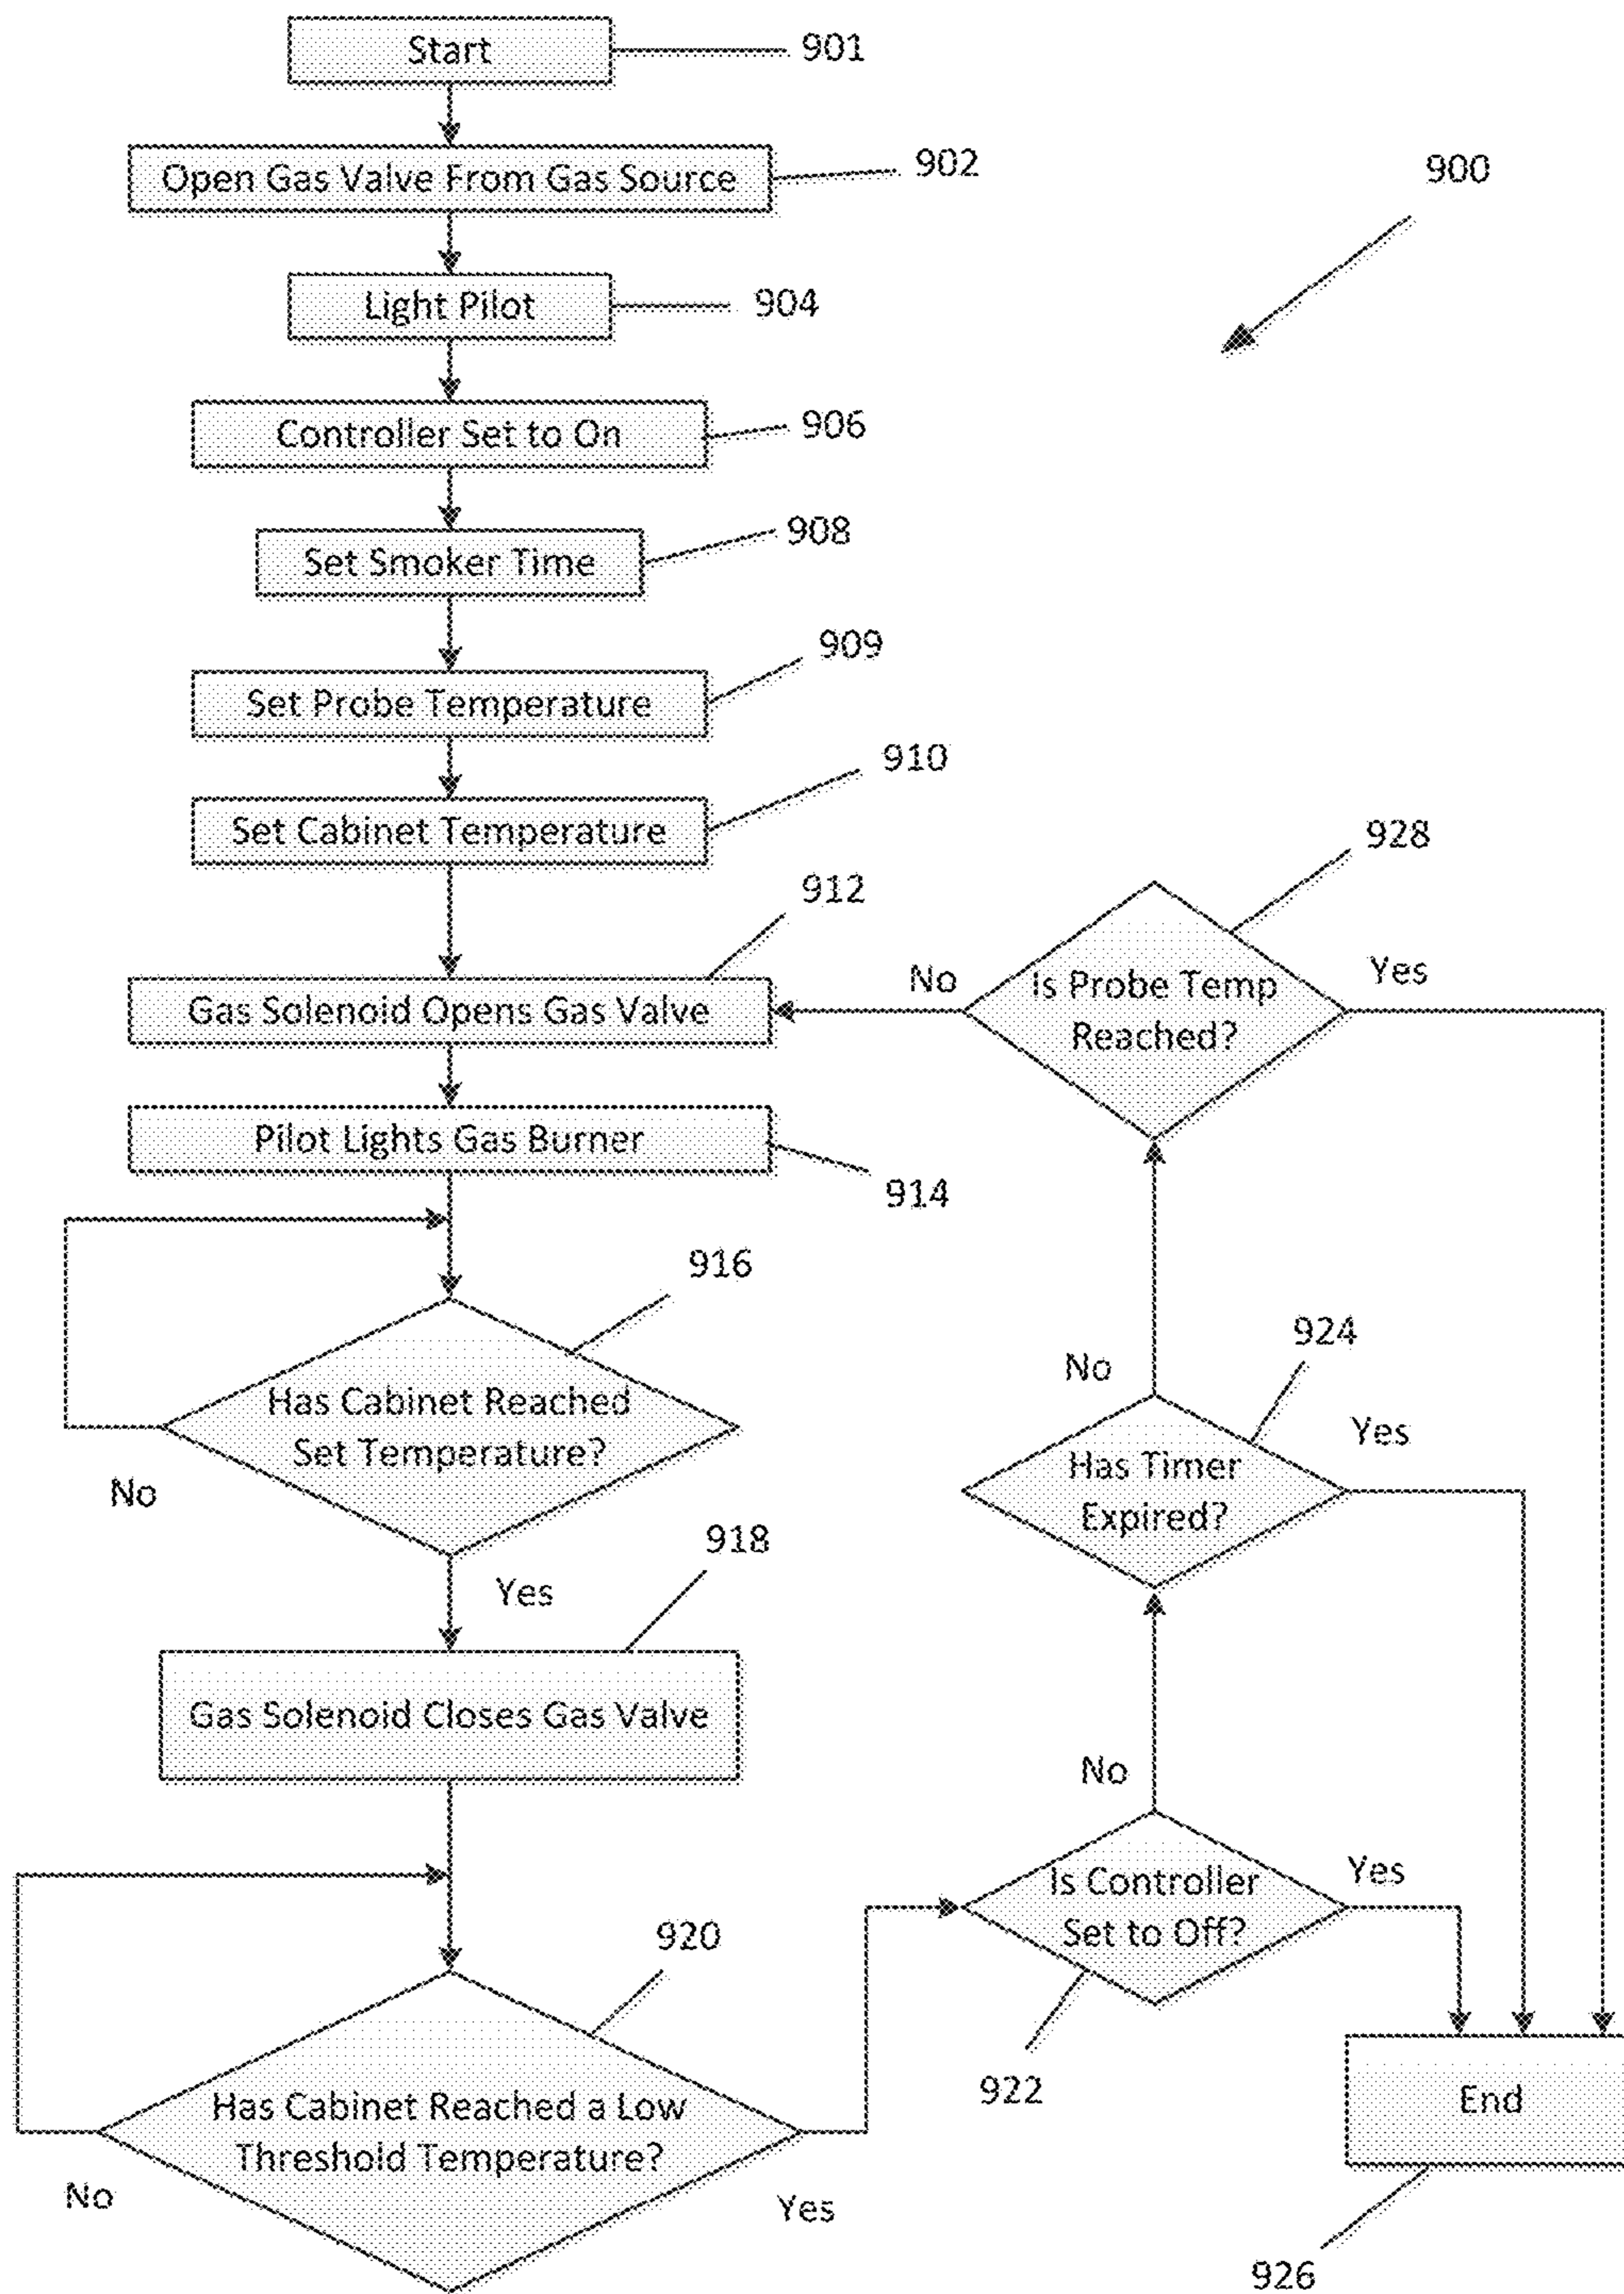 Start
901
Open Gas Valve From Gas Source
902
900
Light Pilot
904
Controller Set to On
906
Set Smoker Time
908
Set Probe Temperature
909
Set Cabinet Temperature
910
Gas Solenoid Opens Gas Valve
912
Pilot Lights Gas Burner
914
Has Cabinet Reached
Set Temperature?
916
No
Yes
Gas Solenoid Closes Gas Valve
918
Has Cabinet Reached a Low
Threshold Temperature?
920
No
Yes
Is Controller
Set to Off?
922
No
Yes
Has Timer
Expired?
924
No
Yes
Is Probe Temp
Reached?
928
No
Yes
End
926